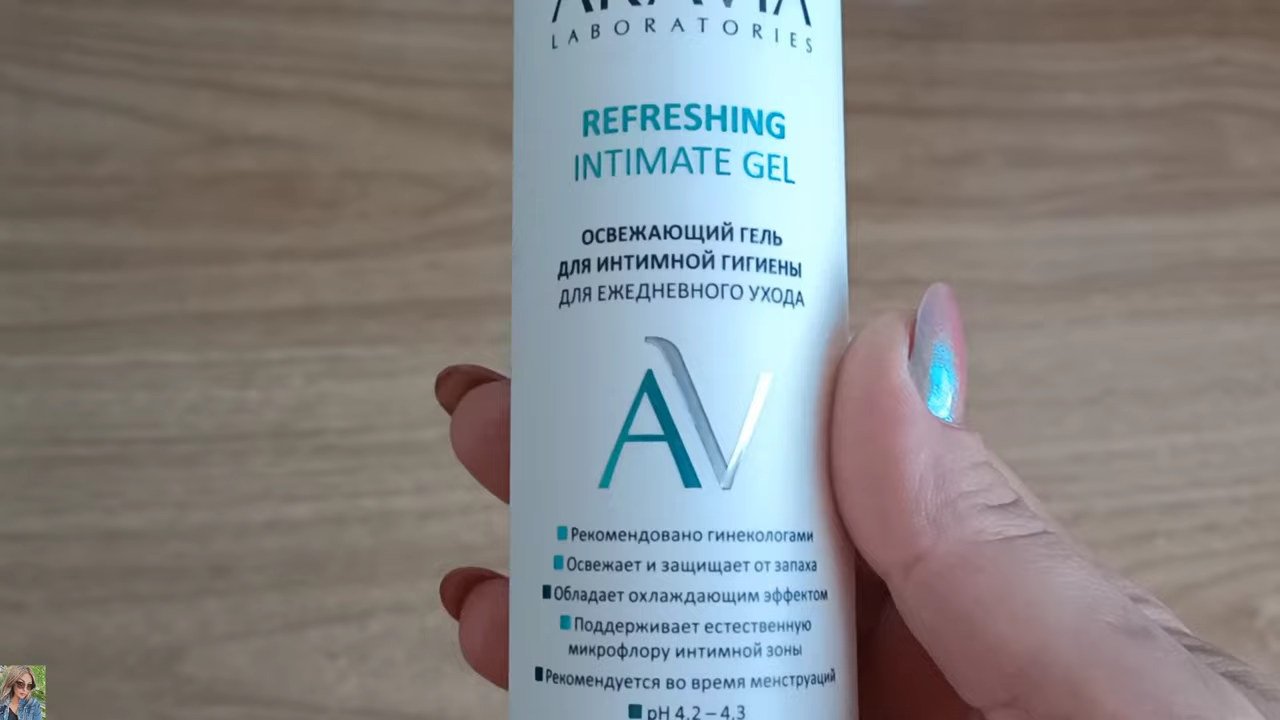 ARAVIA
LABORATORIES
REFRESHING
INTIMATE GEL
ОСВЕЖАЮЩИЙ ГЕЛЬ
ДЛЯ ИНТИМНОЙ ГИГИЕНЫ
ДЛЯ ЕЖЕДНЕВНОГО УХОДА
AV
Рекомендовано гинекологами
Освежает и защищает от запаха
Обладает охлаждающим эффектом
Поддерживает естественную
микрофлору интимной зоны
Рекомендуется во время менструаций
pH 4,2 – 4,3